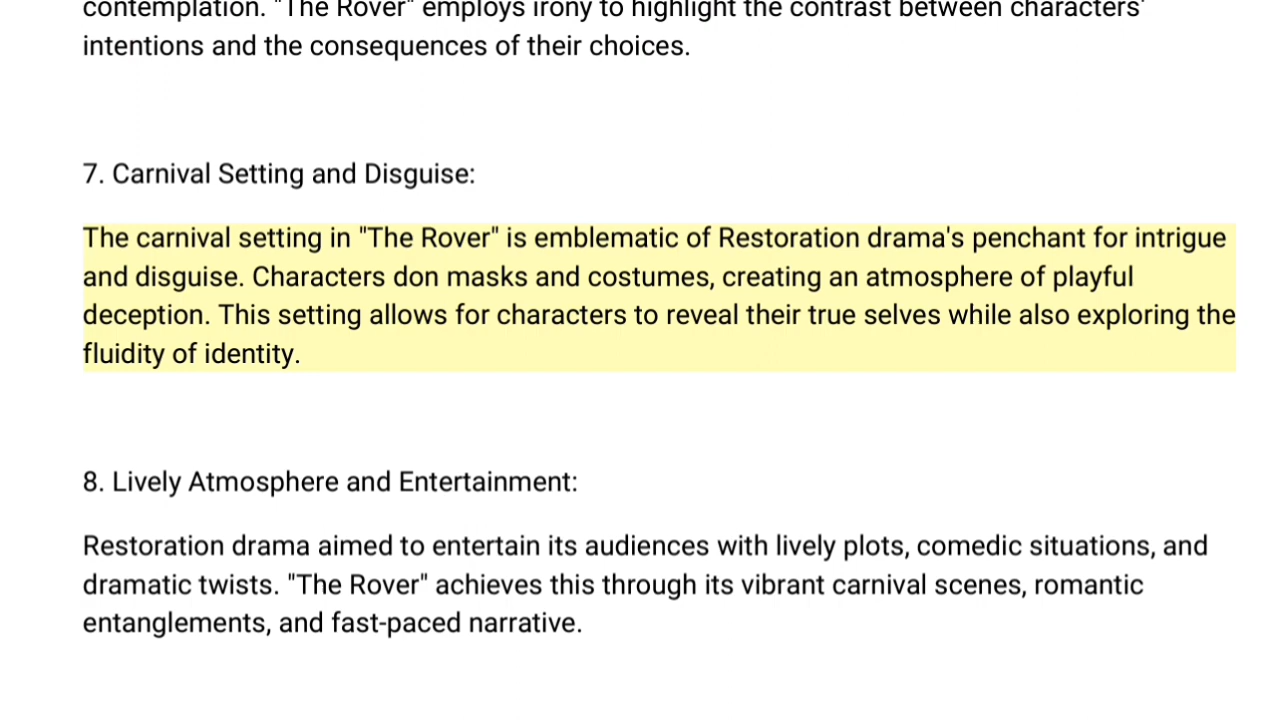 contemplation. "The Rover" employs irony to highlight the contrast between characters'
intentions and the consequences of their choices.
7. Carnival Setting and Disguise:
The carnival setting in "The Rover" is emblematic of Restoration drama's penchant for intrigue
and disguise. Characters don masks and costumes, creating an atmosphere of playful
deception. This setting allows for characters to reveal their true selves while also exploring the
fluidity of identity.
8. Lively Atmosphere and Entertainment:
Restoration drama aimed to entertain its audiences with lively plots, comedic situations, and
dramatic twists. "The Rover" achieves this through its vibrant carnival scenes, romantic
entanglements, and fast-paced narrative.